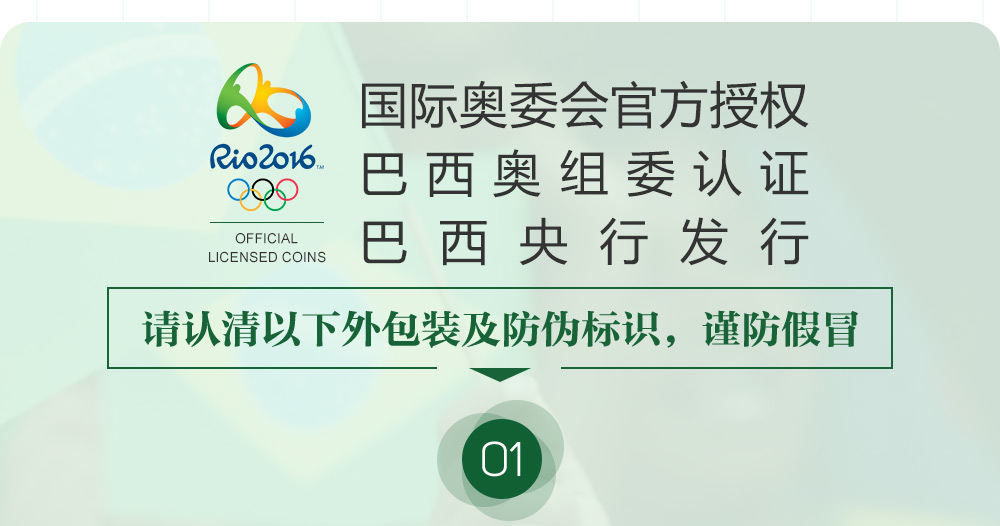 国际奥委会官方授权
巴西奥组委认证
巴西央行发行
Rio2016™
OFFICIAL
LICENSED COINS
请认清以下外包装及防伪标识，谨防假冒
01